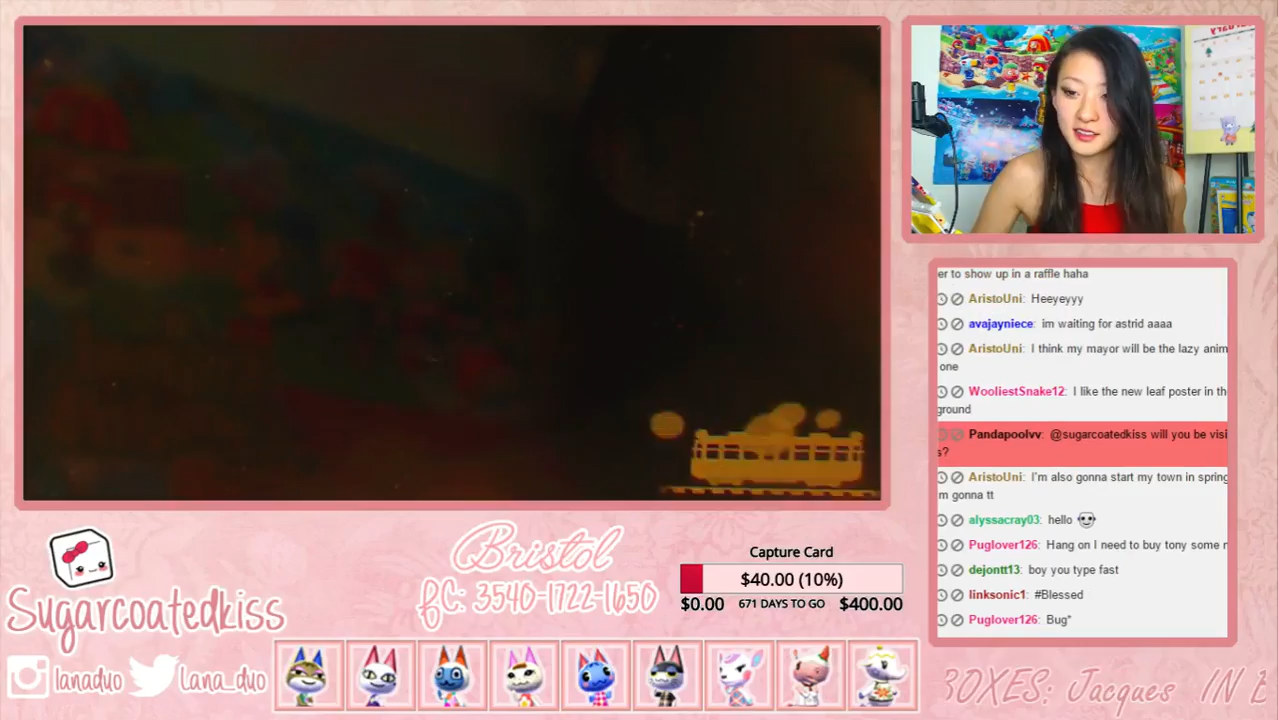 er to show up in a raffle haha
AristoUni: Heeyeyyy
avajayniece: im waiting for astrid aaaa
AristoUni: I think my mayor will be the lazy anim
one
WooliestSnake12: I like the new leaf poster in th
ground
Pandapoolvv: @sugarcoatedkiss will you be visi
s?
AristoUni: I'm also gonna start my town in spring
m gonna tt
alyssacray03: hello
Puglover126: Hang on I need to buy tony some r
dejontt13: boy you type fast
linksonic1: #Blessed
Puglover126: Bug*
Bristol
FC: 3540-1722-1650
Capture Card
$40.00 (10%)
$0.00 671 DAYS TO GO $400.00
Sugarcoatedkiss
lanaduo Lana_duo
BOXES: Jacques IN